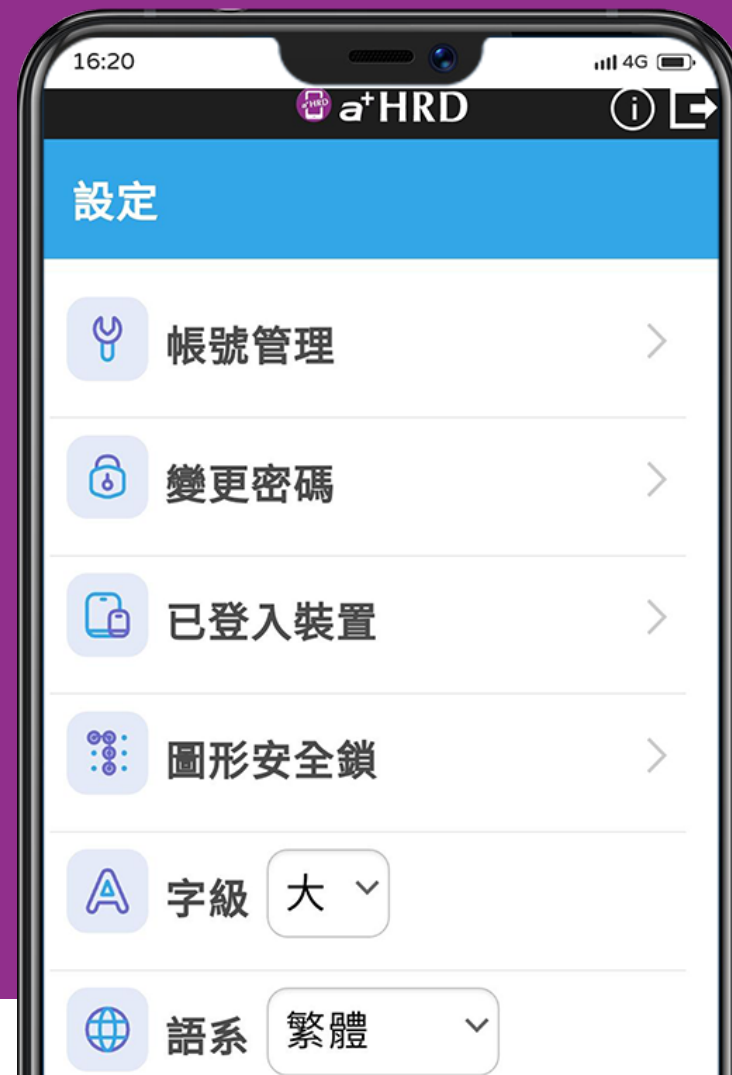 16:20
4G
a+HRD
設定
帳號管理
變更密碼
已登入裝置
圖形安全鎖
字級 大
語系 繁體